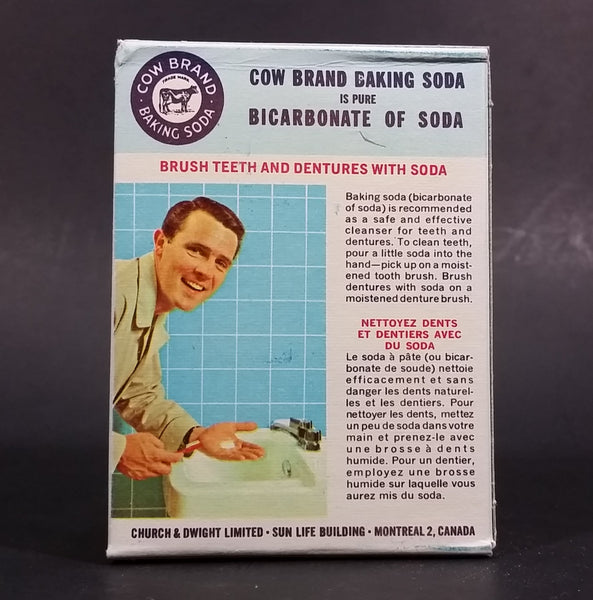 COW BRAND
TRADE MARK
BAKING SODA
COW BRAND BAKING SODA
IS PURE
BICARBONATE OF SODA
BRUSH TEETH AND DENTURES WITH SODA
Baking soda (bicarbonate
of soda) is recommended
as a safe and effective
cleanser for teeth and
dentures. To clean teeth,
pour a little soda into the
hand—pick up on a moist-
ened tooth brush. Brush
dentures with soda on a
moistened denture brush.
NETTOYEZ DENTS
ET DENTIERS AVEC
DU SODA
Le soda à pâte (ou bicar-
bonate de soude) nettoie
efficacement et sans
danger les dents naturel-
les et les dentiers. Pour
nettoyer les dents, mettez
un peu de soda dans votre
main et prenez-le avec
une brosse à dents
humide. Pour un dentier,
employez une brosse
humide sur laquelle vous
aurez mis du soda.
CHURCH & DWIGHT LIMITED • SUN LIFE BUILDING • MONTREAL 2, CANADA